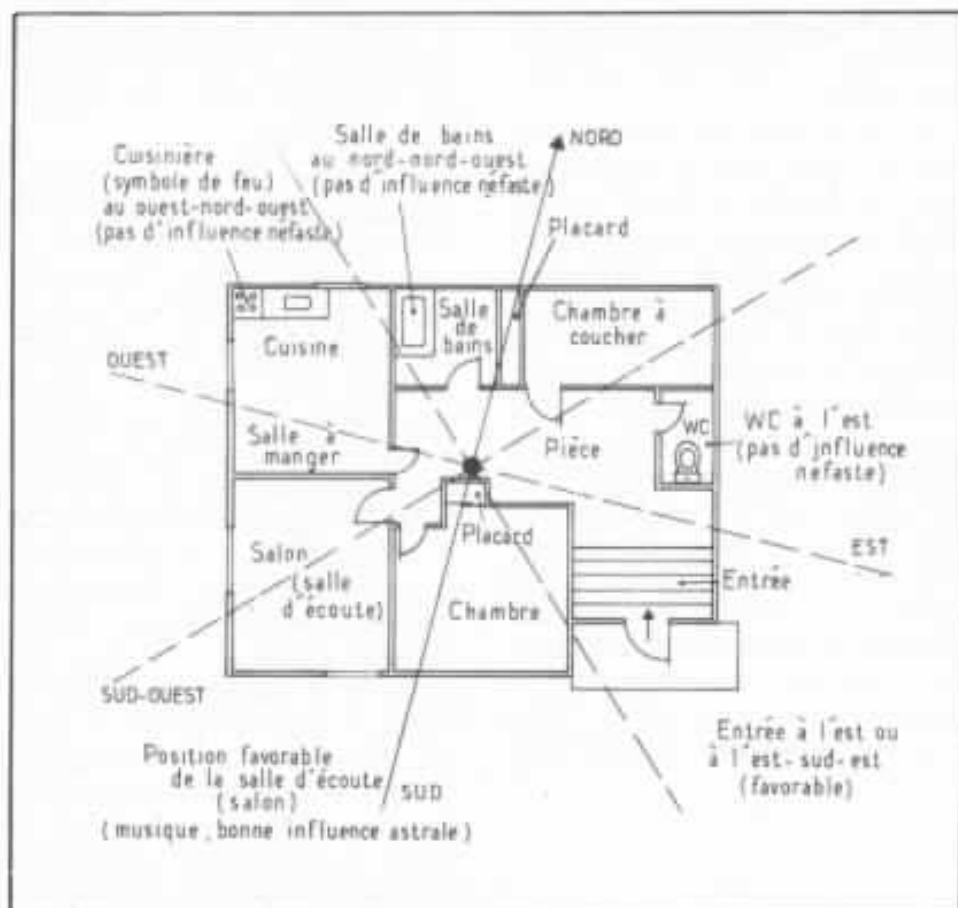 Salle de bains
au nord-nord-ouest
(pas d'influence néfaste)
NORD
Cuisinière
(symbole de feu)
au ouest-nord-ouest
(pas d'influence néfaste)
Placard
Salle
de
bains
Chambre à
coucher
Cuisine
OUEST
WC
WC à l'est
(pas d'influence
nefaste)
Pièce
Salle à
manger
Placard
EST
Salon
(salle
d'écoute)
Entrée
Chambre
SUD-OUEST
Entrée à l'est ou
à l'est-sud-est
(favorable)
Position favorable
de la salle d'écoute
(salon)
(musique, bonne influence astrale)
SUD